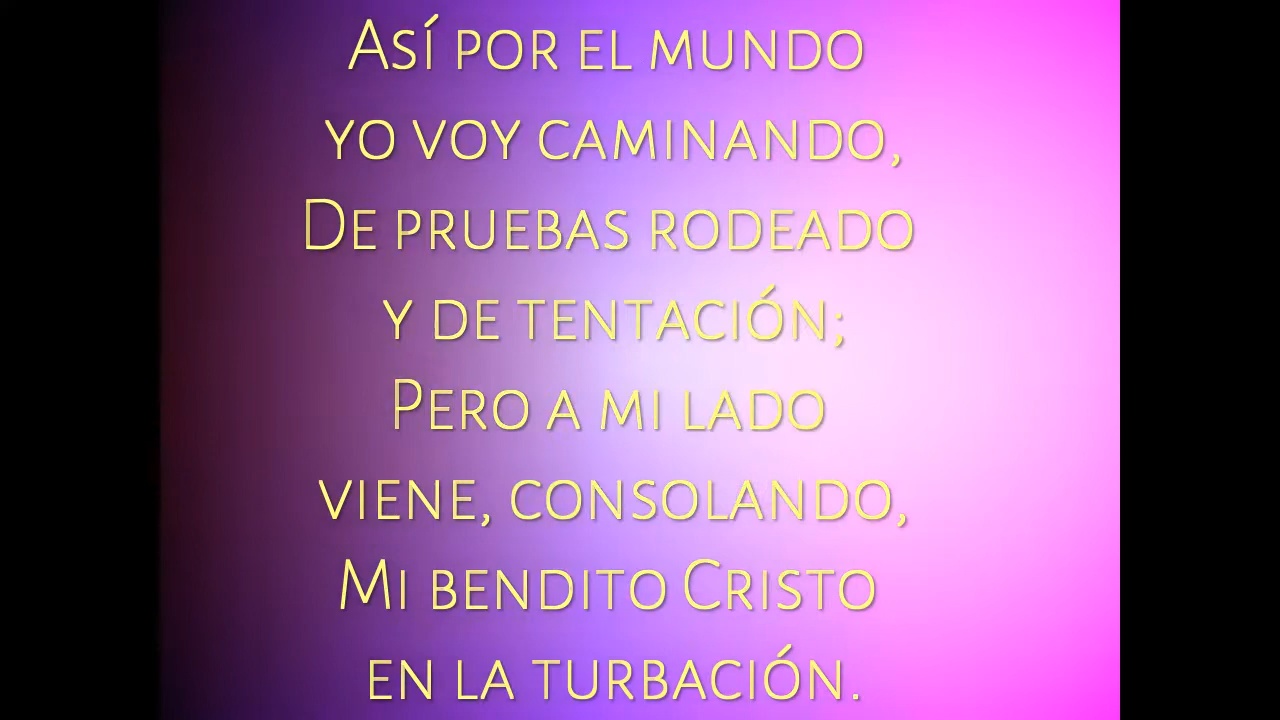 Así por el mundo
yo voy caminando,
De pruebas rodeado
y de tentación;
Pero a mi lado
viene, consolando,
Mi bendito Cristo
en la turbación.